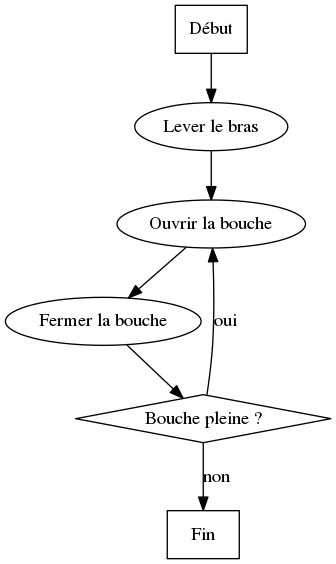 Début
Lever le bras
Ouvrir la bouche
Fermer la bouche
oui
Bouche pleine ?
non
Fin